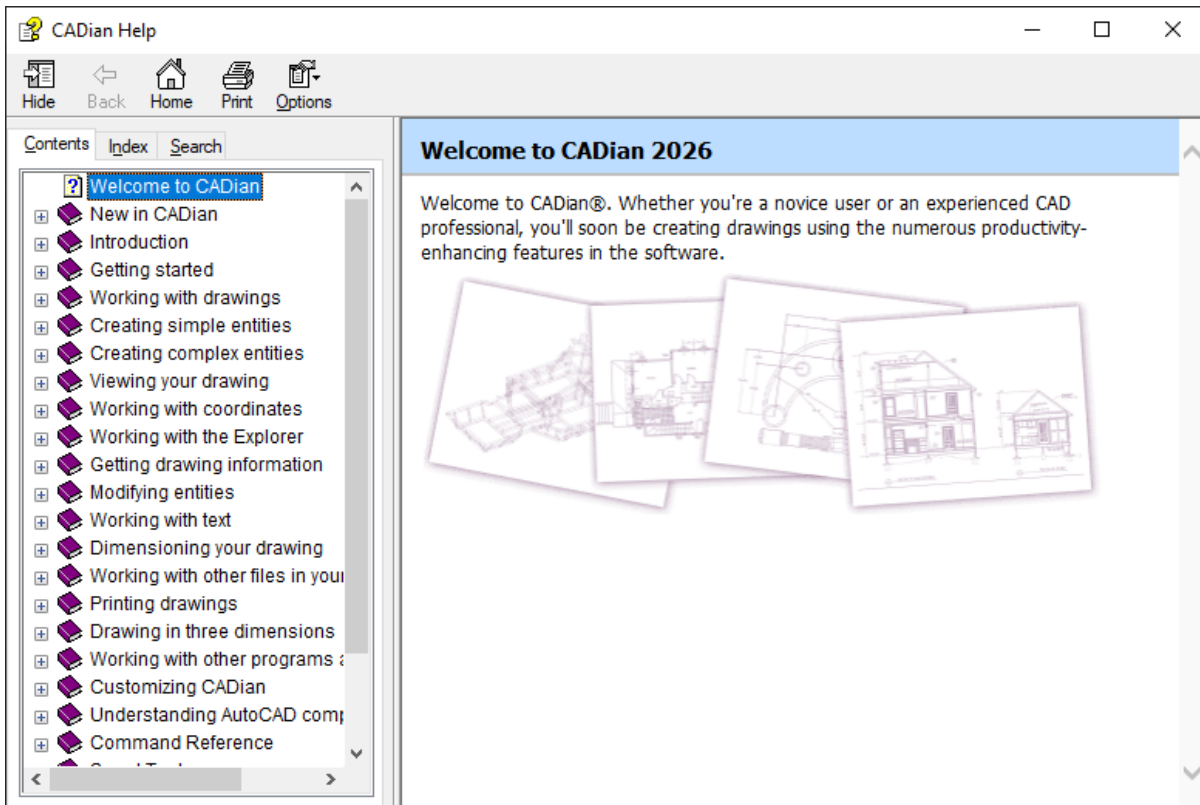 CADian Help
Hide
Back
Home
Print
Options
Contents
Index
Search
Welcome to CADian
New in CADian
Introduction
Getting started
Working with drawings
Creating simple entities
Creating complex entities
Viewing your drawing
Working with coordinates
Working with the Explorer
Getting drawing information
Modifying entities
Working with text
Dimensioning your drawing
Working with other files in your
Printing drawings
Drawing in three dimensions
Working with other programs a
Customizing CADian
Understanding AutoCAD comp
Command Reference
Welcome to CADian 2026
Welcome to CADian®. Whether you're a novice user or an experienced CAD
professional, you'll soon be creating drawings using the numerous productivity-
enhancing features in the software.